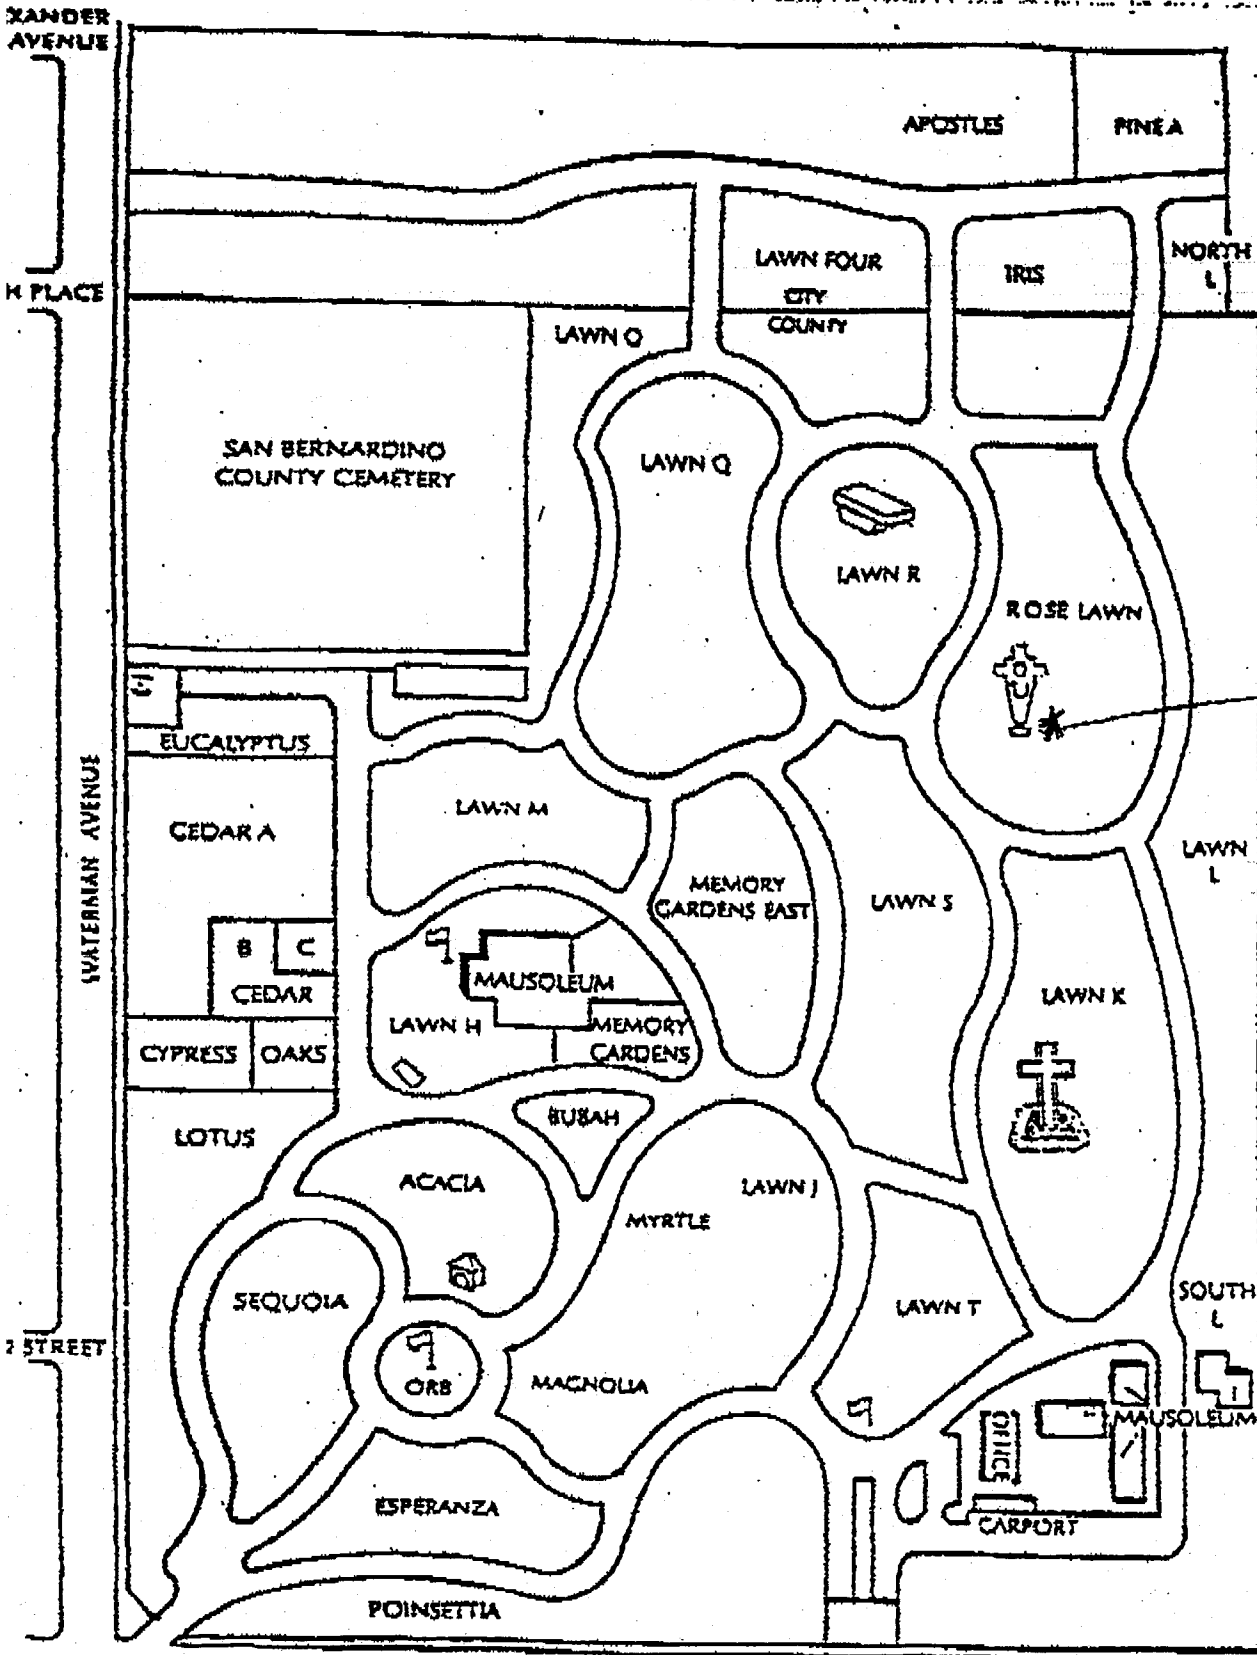 XANDER
AVENUE
APOSTLES
PINE A
LAWN FOUR
IRIS
NORTH
L
H PLACE
CITY
COUNTY
LAWN O
SAN BERNARDINO
COUNTY CEMETERY
LAWN Q
LAWN R
ROSE LAWN
EUCALYPTUS
WATERMAN AVENUE
CEDAR A
LAWN M
MEMORY
GARDENS EAST
LAWN S
LAWN
L
B
C
CEDAR
MAUSOLEUM
LAWN K
LAWN H
MEMORY
GARDENS
CYPRESS
OAKS
BUBAH
LOTUS
ACACIA
LAWN J
MYRTLE
SEQUOIA
LAWN T
SOUTH
L
STREET
ORB
MAGNOLIA
OFFICE
MAUSOLEUM
ESPERANZA
CARPORT
POINSETTIA